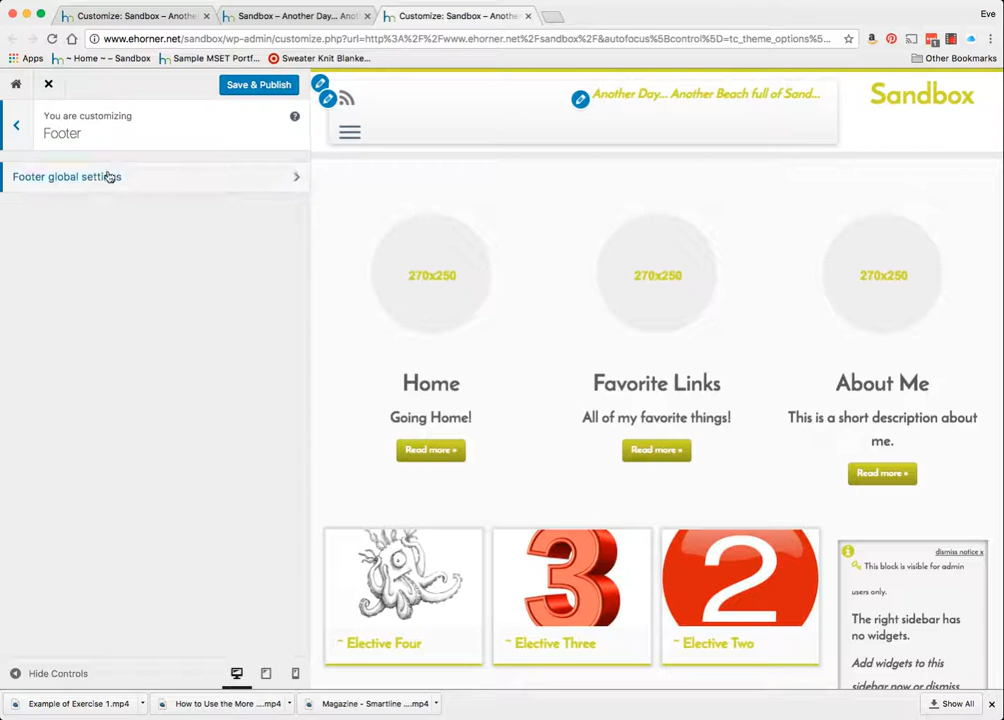 Customize: Sandbox – Anothe
Sandbox – Another Day... Anot
Customize: Sandbox – Anothe
Eve
www.ehorner.net/sandbox/wp-admin/customize.php?url=http%3A%2F%2Fwww.ehorner.net%2Fsandbox%2F&autofocus%5Bcontrol%5D=tc_theme_options%5...
Apps
~ Home ~ – Sandbox
Sample MSET Portf...
Sweater Knit Blanke...
Other Bookmarks
Save & Publish
You are customizing
Footer
Footer global settings
Another Day... Another Beach full of Sand...
Sandbox
270x250
270x250
270x250
Home
Favorite Links
About Me
Going Home!
All of my favorite things!
This is a short description about
me.
Read more »
Read more »
Read more »
3
2
~ Elective Four
~ Elective Three
~ Elective Two
dismiss notice x
This block is visible for admin
users only.
The right sidebar has
no widgets.
Add widgets to this
sidebar now or dismiss
Hide Controls
Example of Exercise 1.mp4
How to Use the More ....mp4
Magazine - Smartline ....mp4
Show All